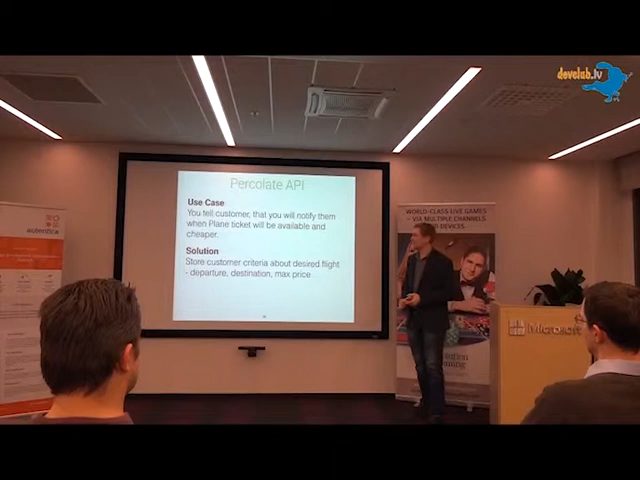 develub.lv
Percolate API
Use Case
You tell customer, that you will notify them
when Plane ticket will be available and
cheaper.
Solution
Store customer criteria about desired flight
- departure, destination, max price
autentica
WORLD-CLASS LIVE GAMES
– VIA MULTIPLE CHANNELS
DEVICES
Microsoft